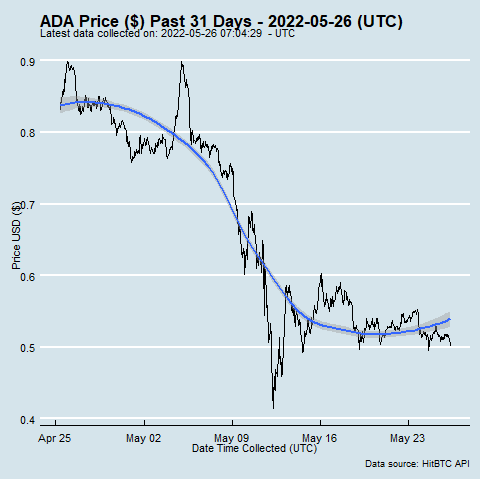 ADA Price ($) Past 31 Days - 2022-05-26 (UTC)
Latest data collected on: 2022-05-26 07:04:29  - UTC
0.9
0.8
0.7
0.6
0.5
0.4
Price USD ($)
Apr 25
May 02
May 09
May 16
May 23
Date Time Collected (UTC)
Data source: HitBTC API